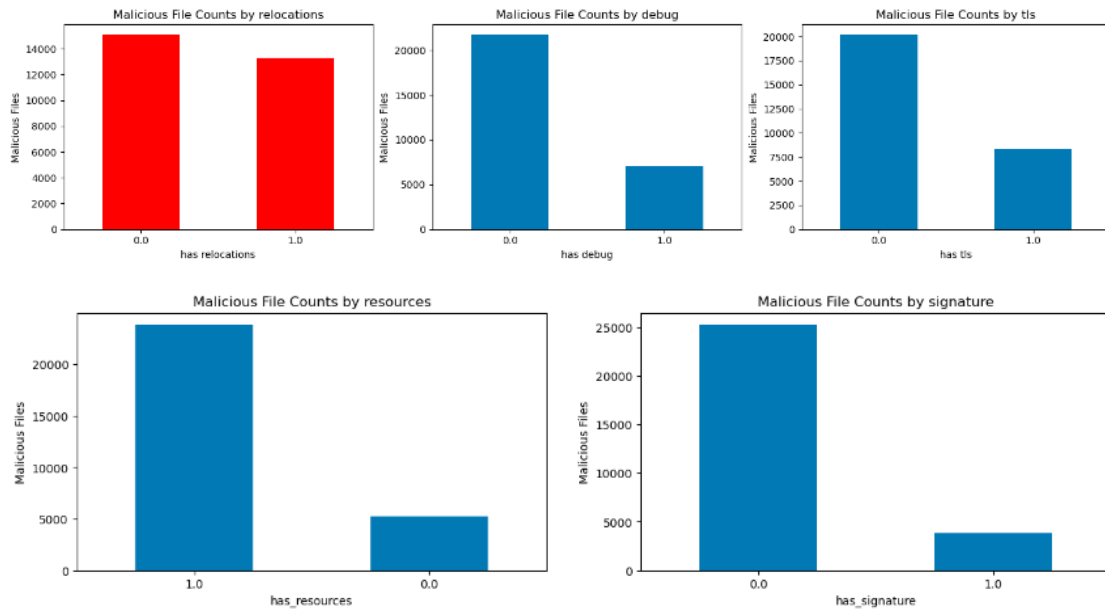 Malicious File Counts by relocations
Malicious Files
14000
12000
10000
8000
6000
4000
2000
0
0.0
1.0
has relocations
Malicious File Counts by debug
Malicious Files
20000
15000
10000
5000
0
0.0
1.0
has debug
Malicious File Counts by tls
Malicious Files
20000
17500
15000
12500
10000
7500
5000
2500
0
0.0
1.0
has tls
Malicious File Counts by resources
Malicious Files
20000
15000
10000
5000
0
1.0
0.0
has_resources
Malicious File Counts by signature
Malicious Files
25000
20000
15000
10000
5000
0
0.0
1.0
has_signature